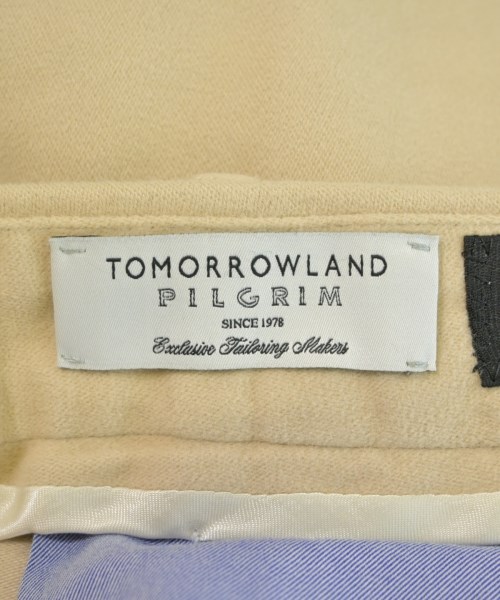 TOMORROWLAND
PILGRIM
SINCE 1978
Exclusive Tailoring Makers